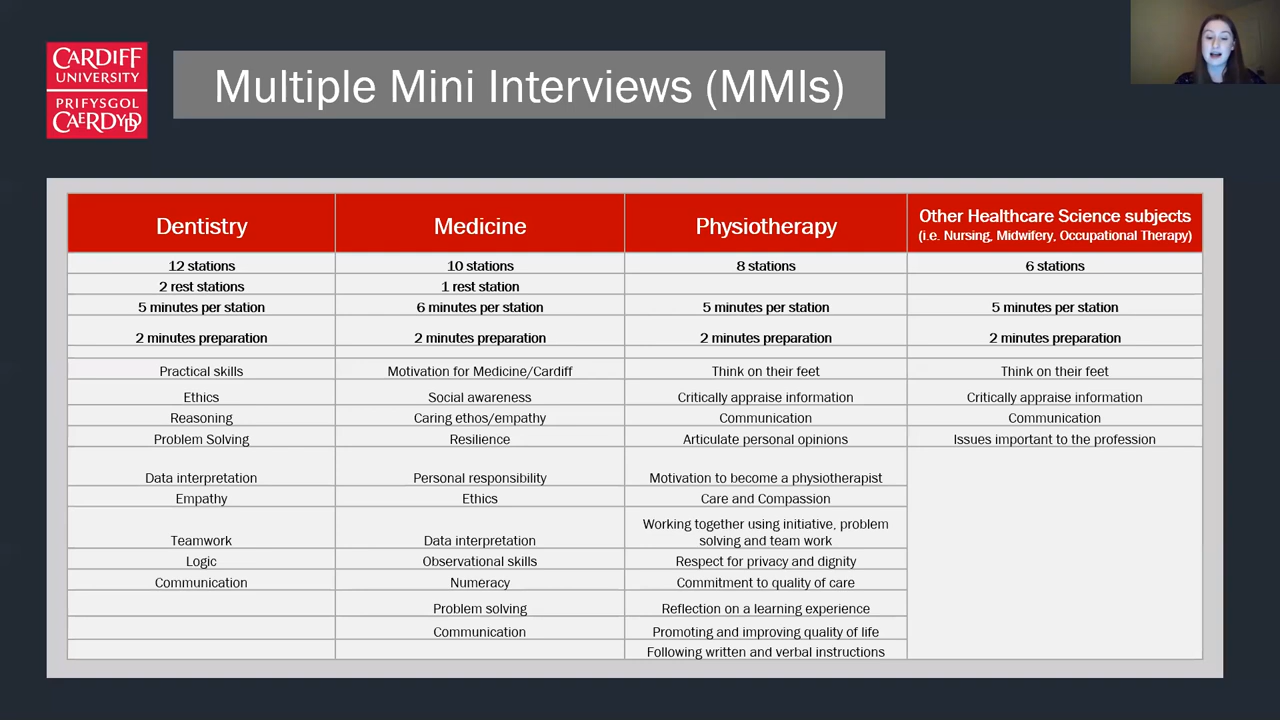 CARDIFF
UNIVERSITY
PRIFYSGOL
CAERDYDD
Multiple Mini Interviews (MMIs)
Dentistry
Medicine
Physiotherapy
Other Healthcare Science subjects
(i.e. Nursing, Midwifery, Occupational Therapy)
12 stations
10 stations
8 stations
6 stations
2 rest stations
1 rest station
5 minutes per station
6 minutes per station
5 minutes per station
5 minutes per station
2 minutes preparation
2 minutes preparation
2 minutes preparation
2 minutes preparation
Practical skills
Motivation for Medicine/Cardiff
Think on their feet
Think on their feet
Ethics
Social awareness
Critically appraise information
Critically appraise information
Reasoning
Caring ethos/empathy
Communication
Communication
Problem Solving
Resilience
Articulate personal opinions
Issues important to the profession
Data interpretation
Personal responsibility
Motivation to become a physiotherapist
Empathy
Ethics
Care and Compassion
Teamwork
Data interpretation
Working together using initiative, problem
solving and team work
Logic
Observational skills
Respect for privacy and dignity
Communication
Numeracy
Commitment to quality of care
Problem solving
Reflection on a learning experience
Communication
Promoting and improving quality of life
Following written and verbal instructions